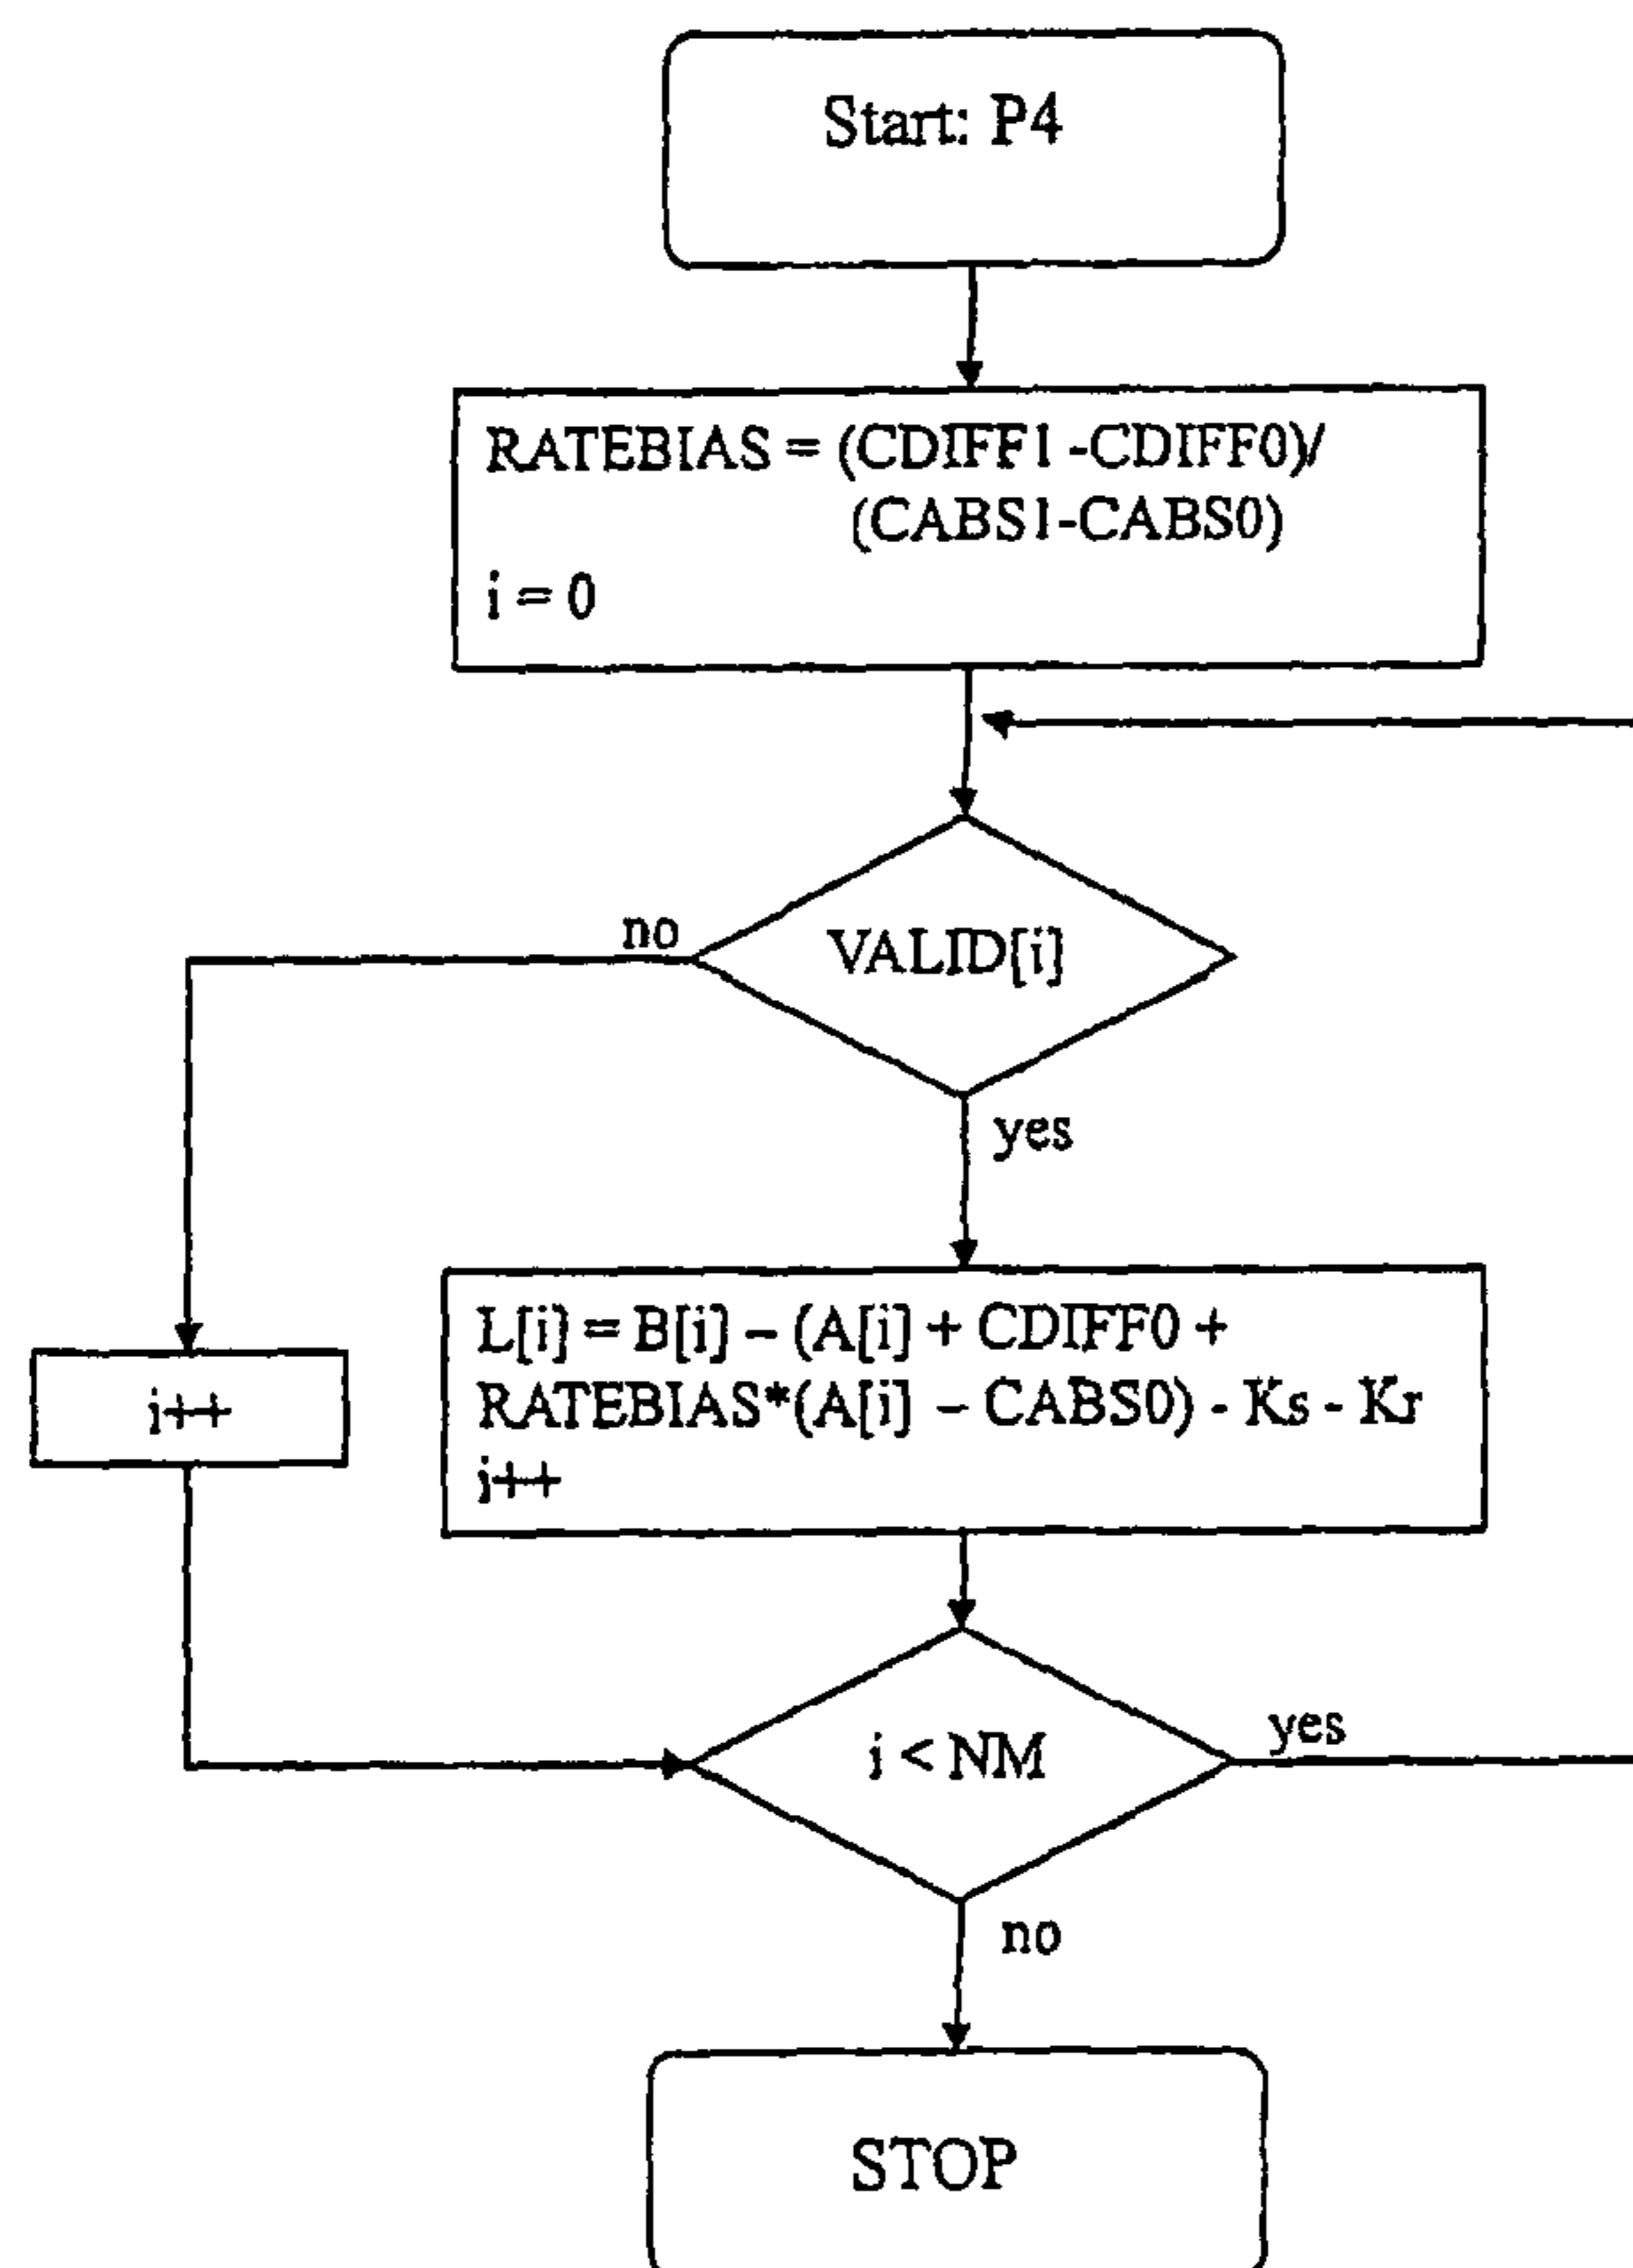 Start: P4
RATEBIAS = (CDIFF1 -CDIFF0)/
(CABS1-CABS0)
i = 0
no
VALID[i]
yes
L[i] = B[i] – (A[i] + CDIFF0 +
RATEBIAS*(A[i] – CABS0) - Ks - Kr
i++
i++
i < NM
yes
no
STOP